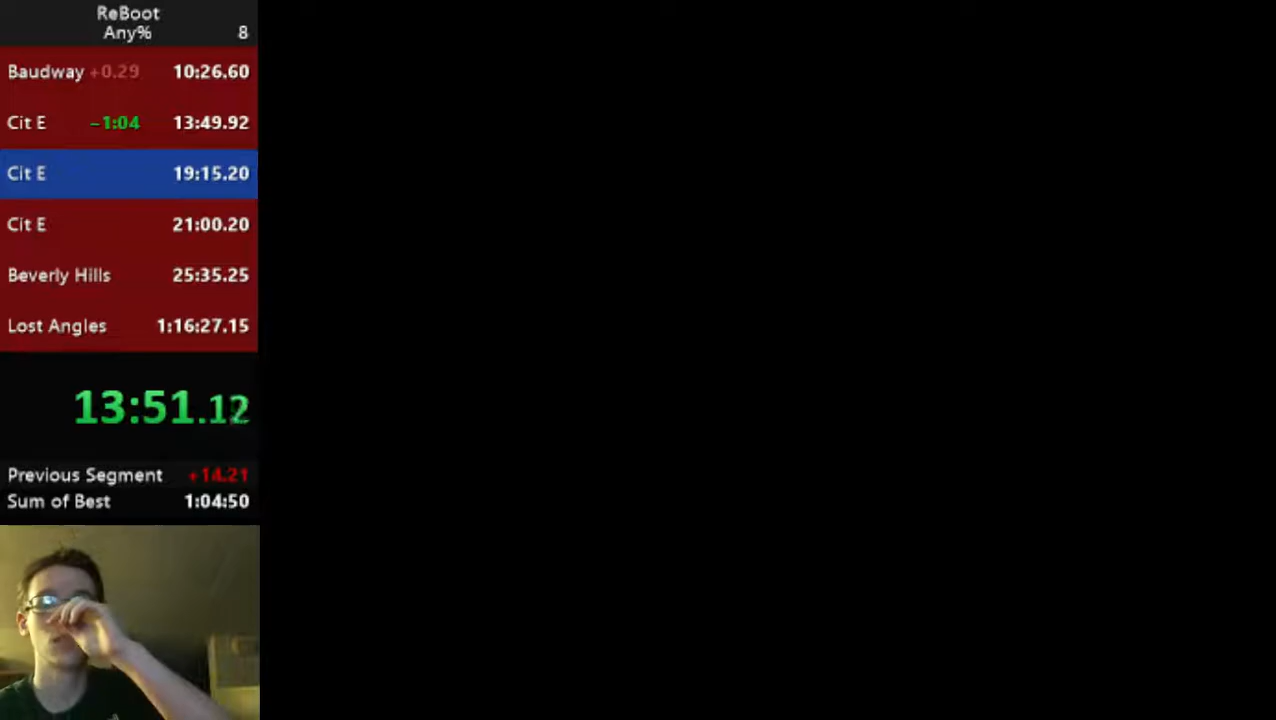 ReBoot
Any% 8
Baudway +0.29 10:26.60
Cit E -1:04 13:49.92
Cit E 19:15.20
Cit E 21:00.20
Beverly Hills 25:35.25
Lost Angles 1:16:27.15
13:51.12
Previous Segment +14.21
Sum of Best 1:04:50